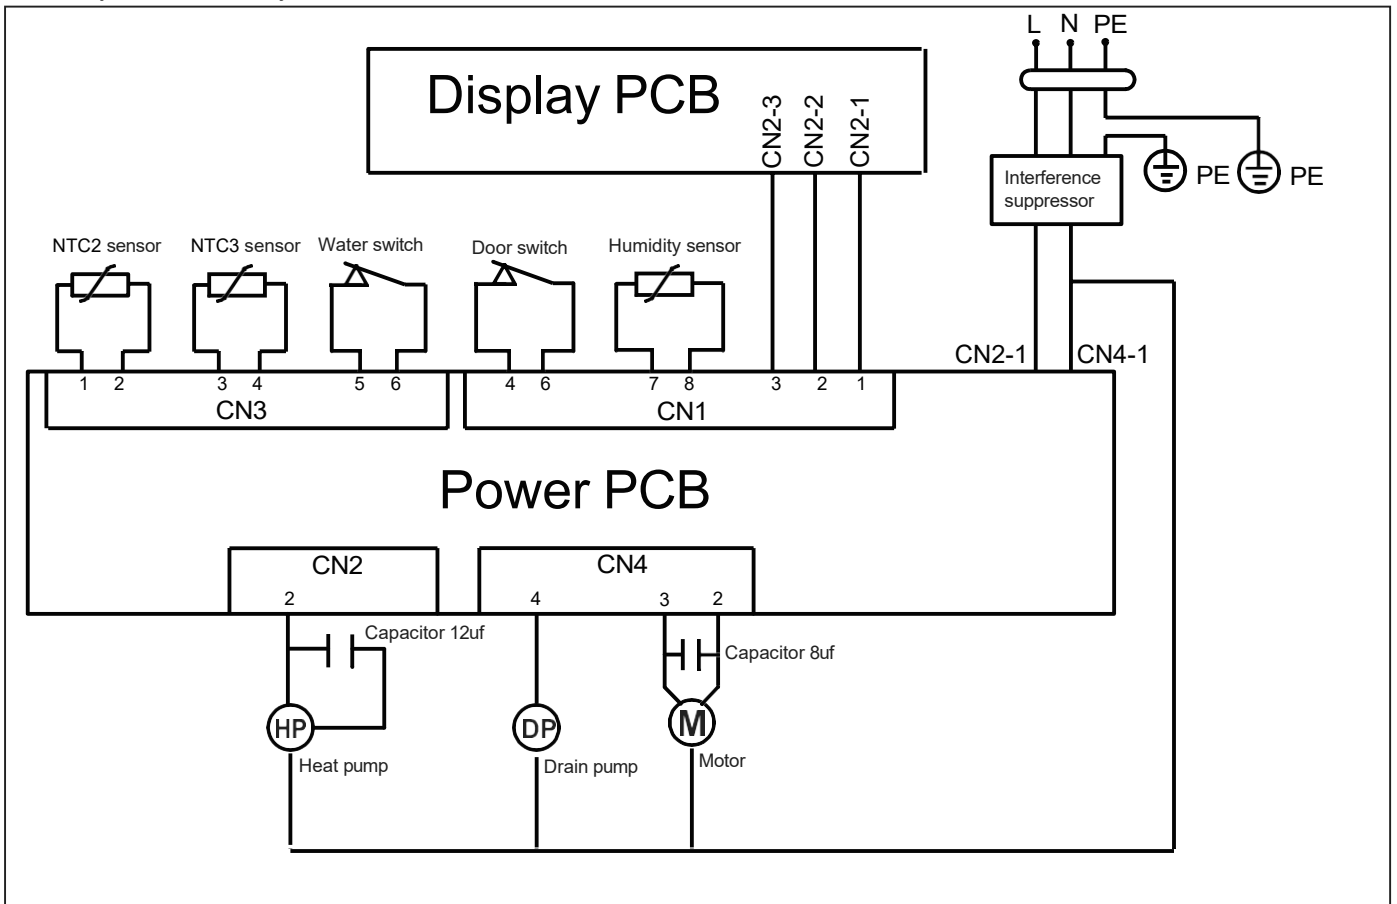 L N PE
Display PCB
CN2-3
CN2-2
CN2-1
Interference
suppressor
PE
PE
NTC2 sensor
NTC3 sensor
Water switch
Door switch
Humidity sensor
CN2-1
CN4-1
1 2 3 4 5 6
CN3
4 6 7 8 3 2 1
CN1
Power PCB
CN2
2
CN4
4 3 2
Capacitor 12uf
Capacitor 8uf
HP
Heat pump
DP
Drain pump
M
Motor